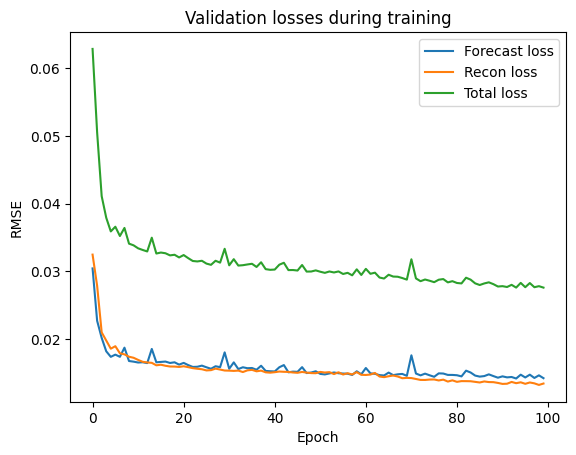 Validation losses during training
Forecast loss
Recon loss
Total loss
0.06
0.05
0.04
0.03
0.02
RMSE
0 20 40 60 80 100
Epoch